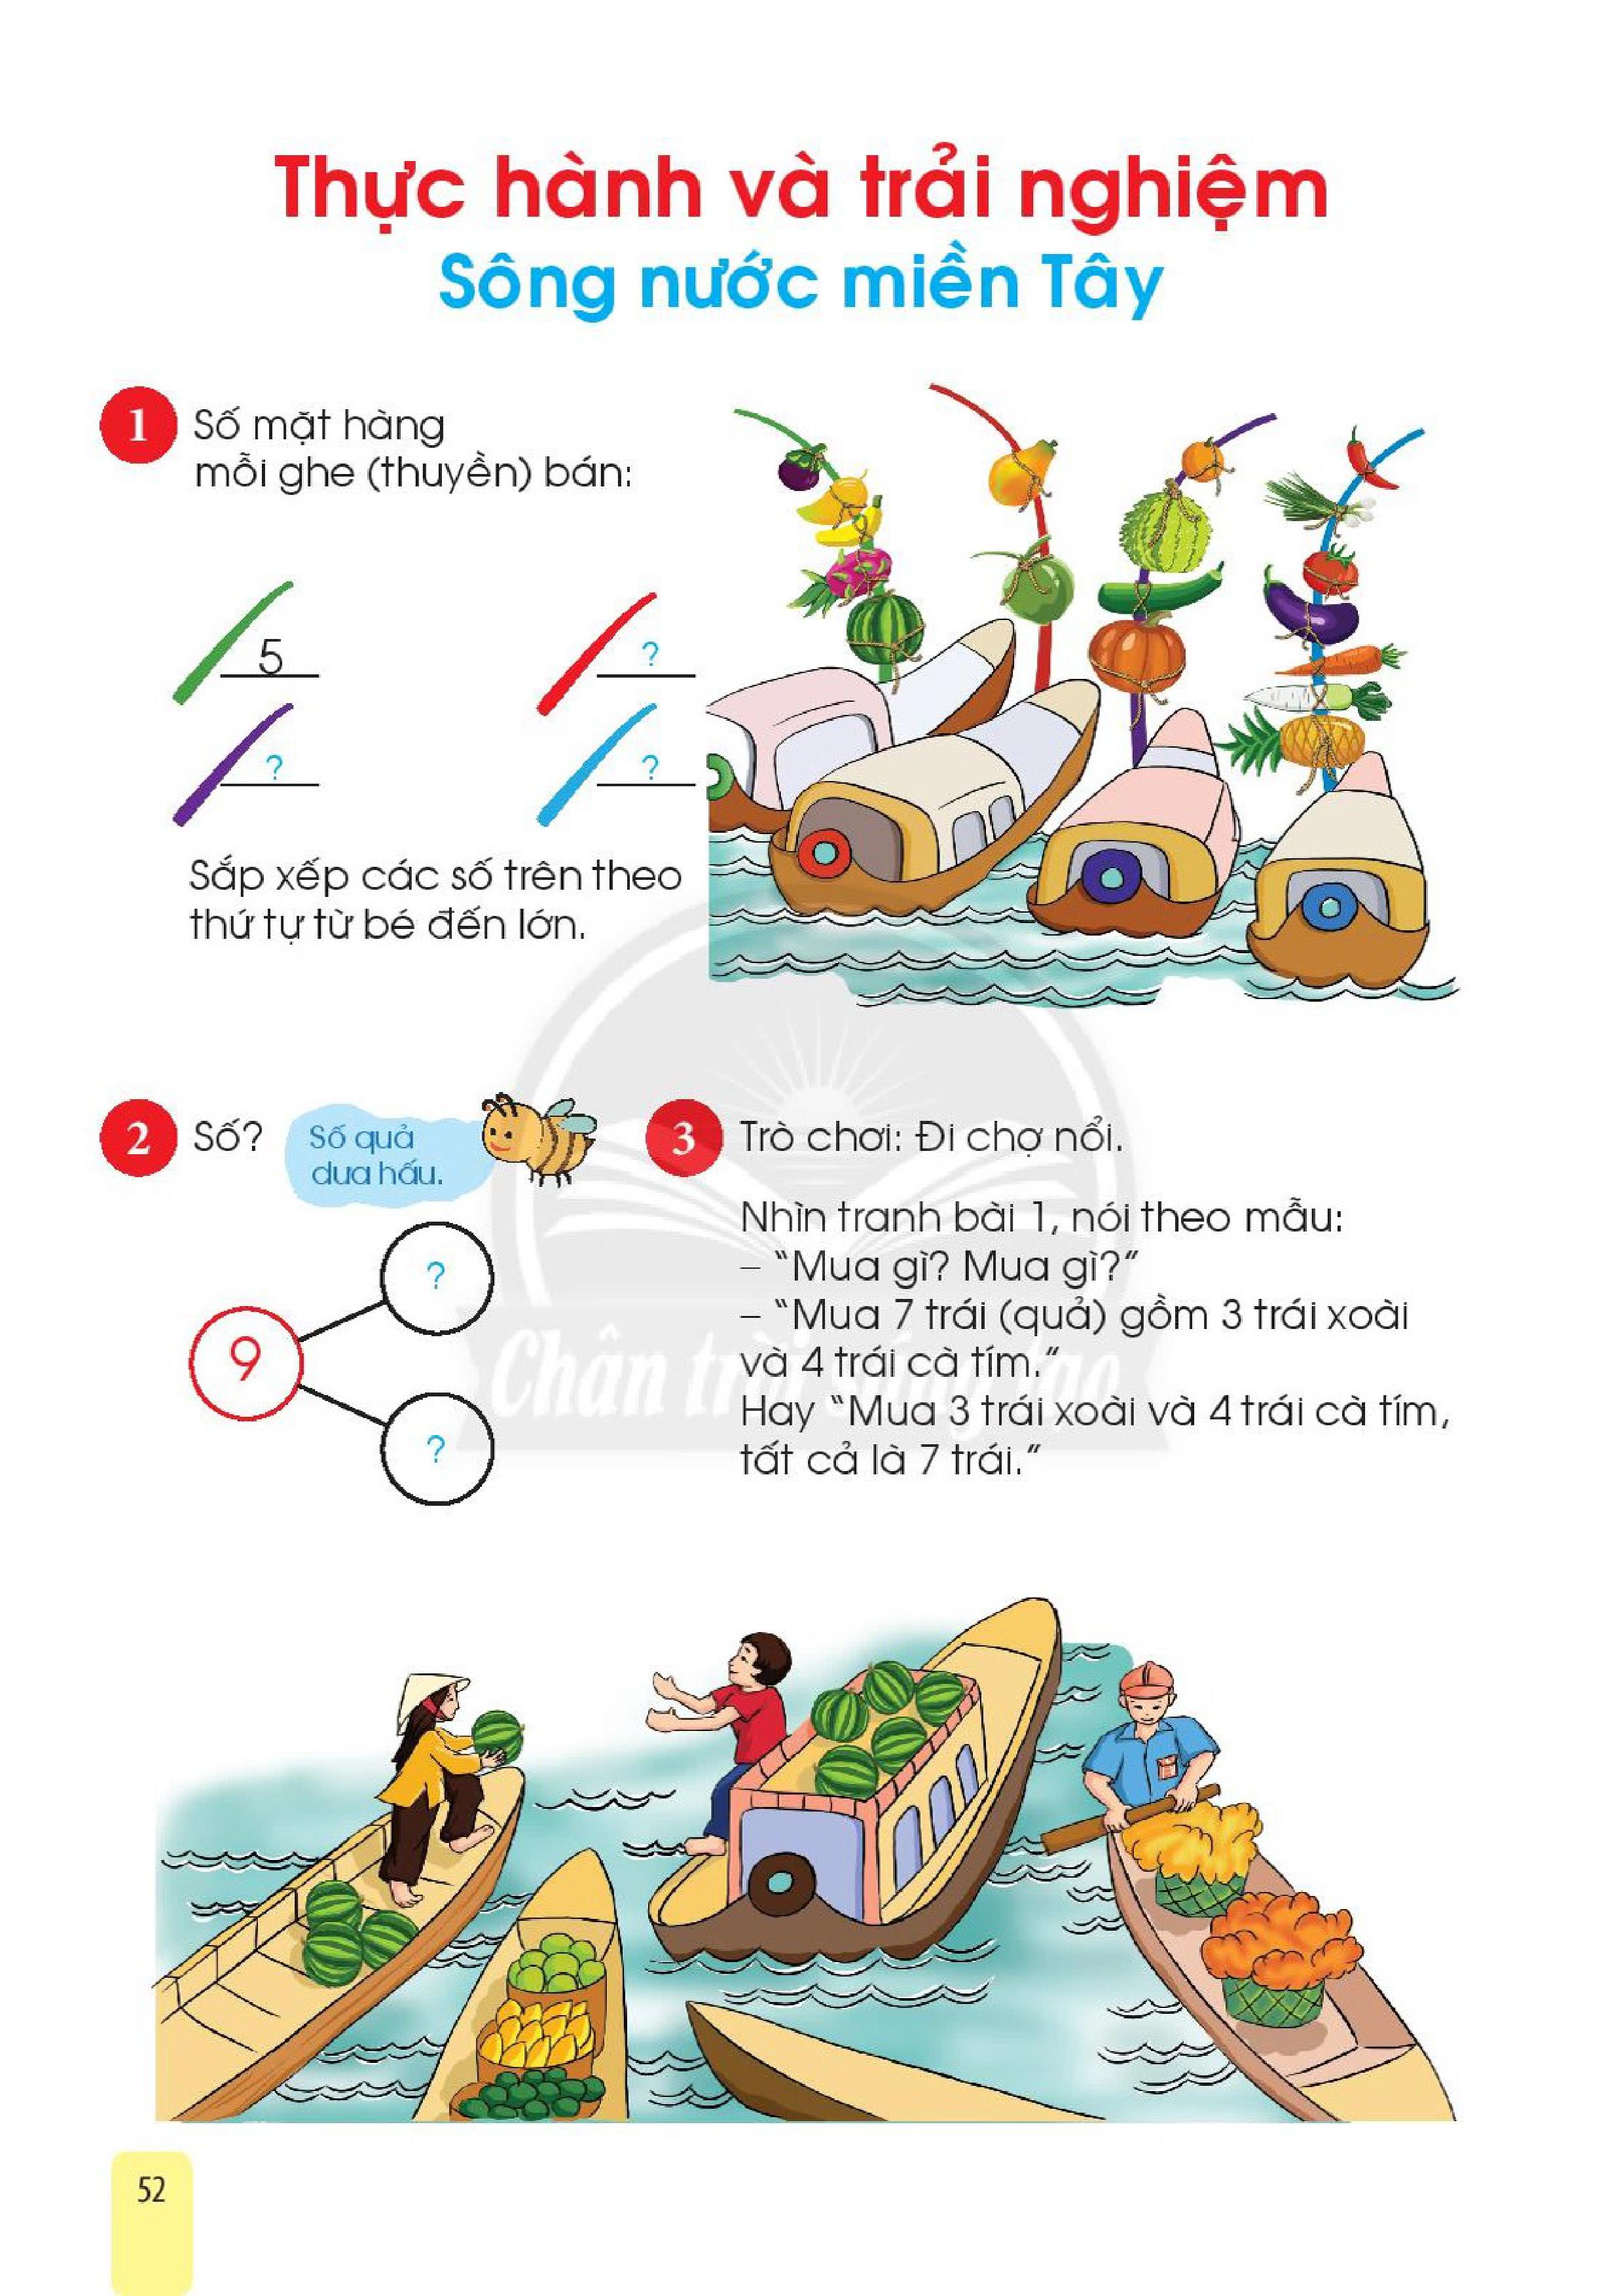 Thực hành và trải nghiệm
Sông nước miền Tây
1 Số mặt hàng
mỗi ghe (thuyền) bán:
5 ?
? ?
Sắp xếp các số trên theo
thứ tự từ bé đến lớn.
2 Số?
Số quả
dưa hấu.
?
9
?
3 Trò chơi: Đi chợ nổi.
Nhìn tranh bài 1, nói theo mẫu:
– “Mua gì? Mua gì?”
– “Mua 7 trái (quả) gồm 3 trái xoài
và 4 trái cà tím.”
Hay “Mua 3 trái xoài và 4 trái cà tím,
tất cả là 7 trái.”
Chân trời sáng tạo
52